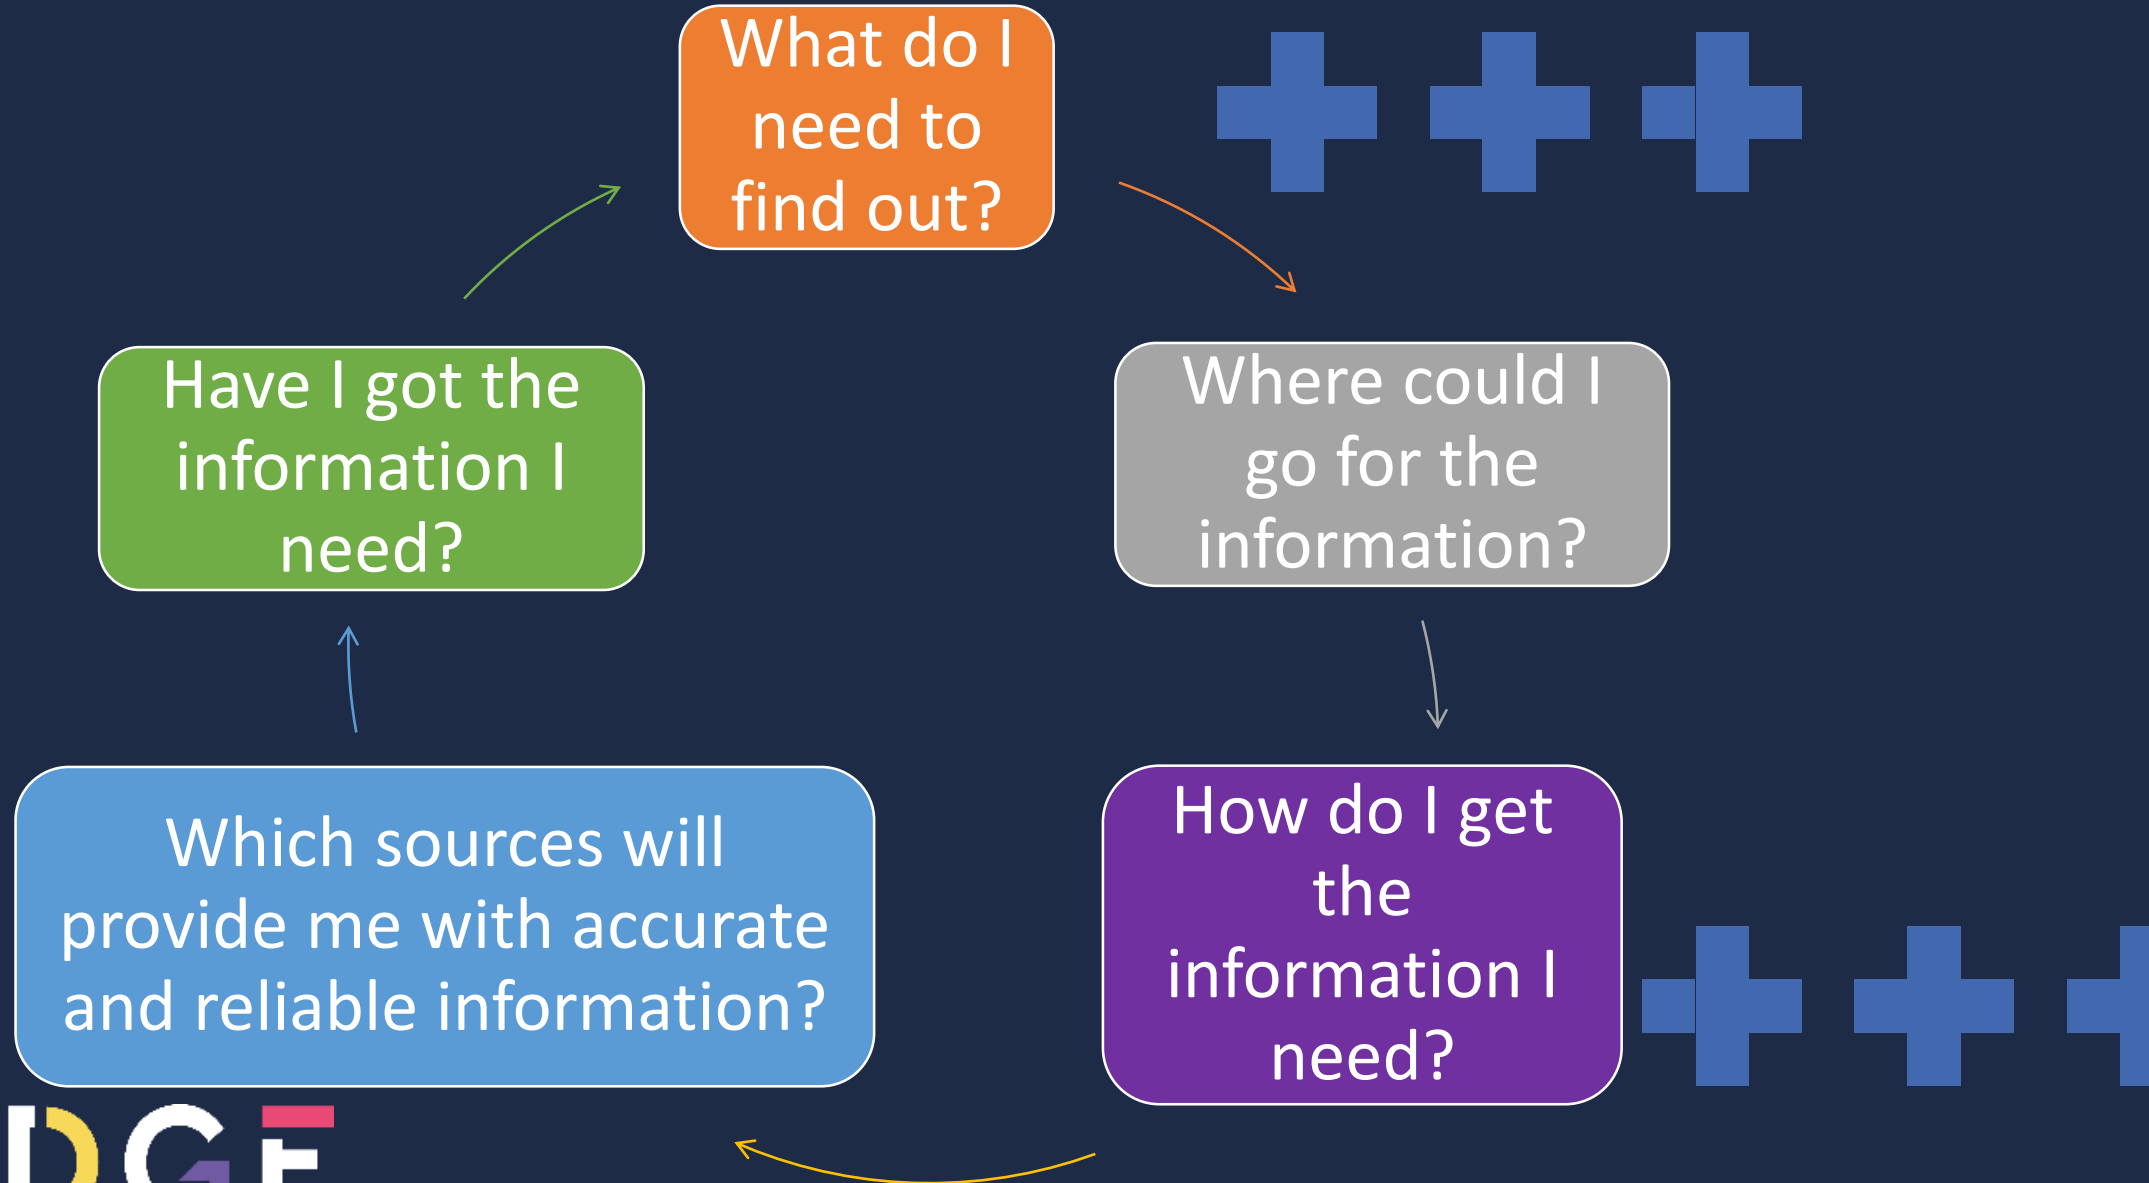 What do I
need to
find out?
Where could I
go for the
information?
How do I get
the
information I
need?
Which sources will
provide me with accurate
and reliable information?
Have I got the
information I
need?
DGE